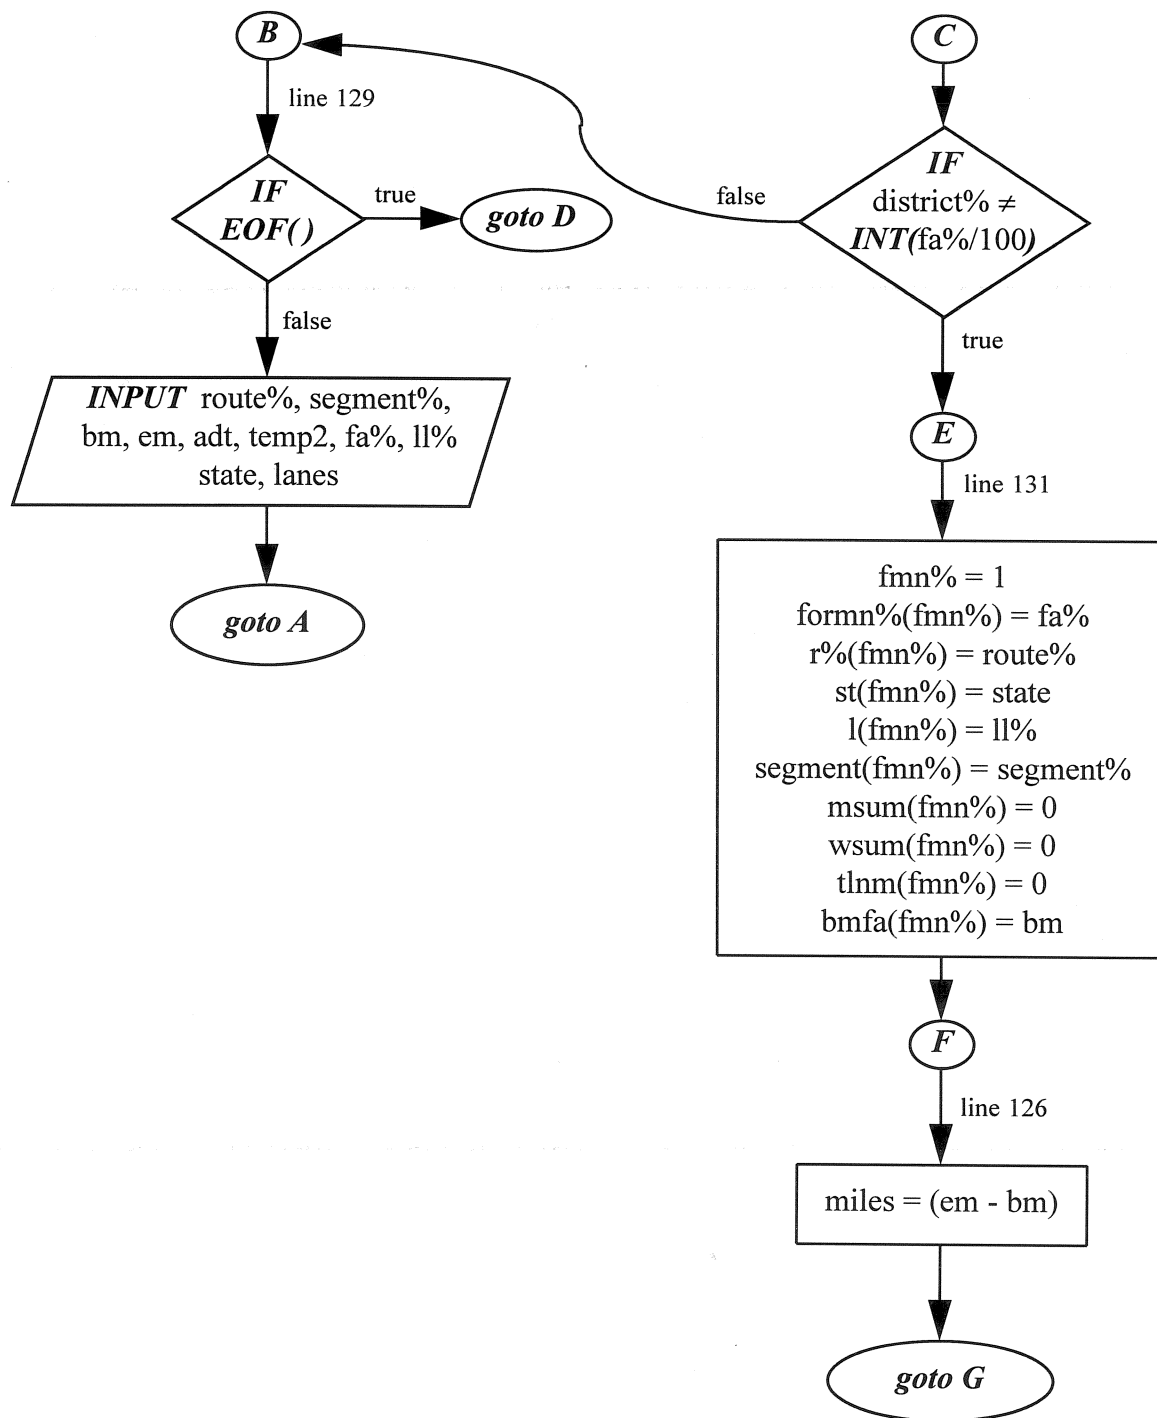 B
line 129
IF
EOF( )
true
goto D
false
INPUT route%, segment%,
bm, em, adt, temp2, fa%, ll%
state, lanes
goto A
C
IF
district% ≠
INT(fa%/100)
false
true
E
line 131
fmn% = 1
formn%(fmn%) = fa%
r%(fmn%) = route%
st(fmn%) = state
l(fmn%) = ll%
segment(fmn%) = segment%
msum(fmn%) = 0
wsum(fmn%) = 0
tlnm(fmn%) = 0
bmfa(fmn%) = bm
F
line 126
miles = (em - bm)
goto G